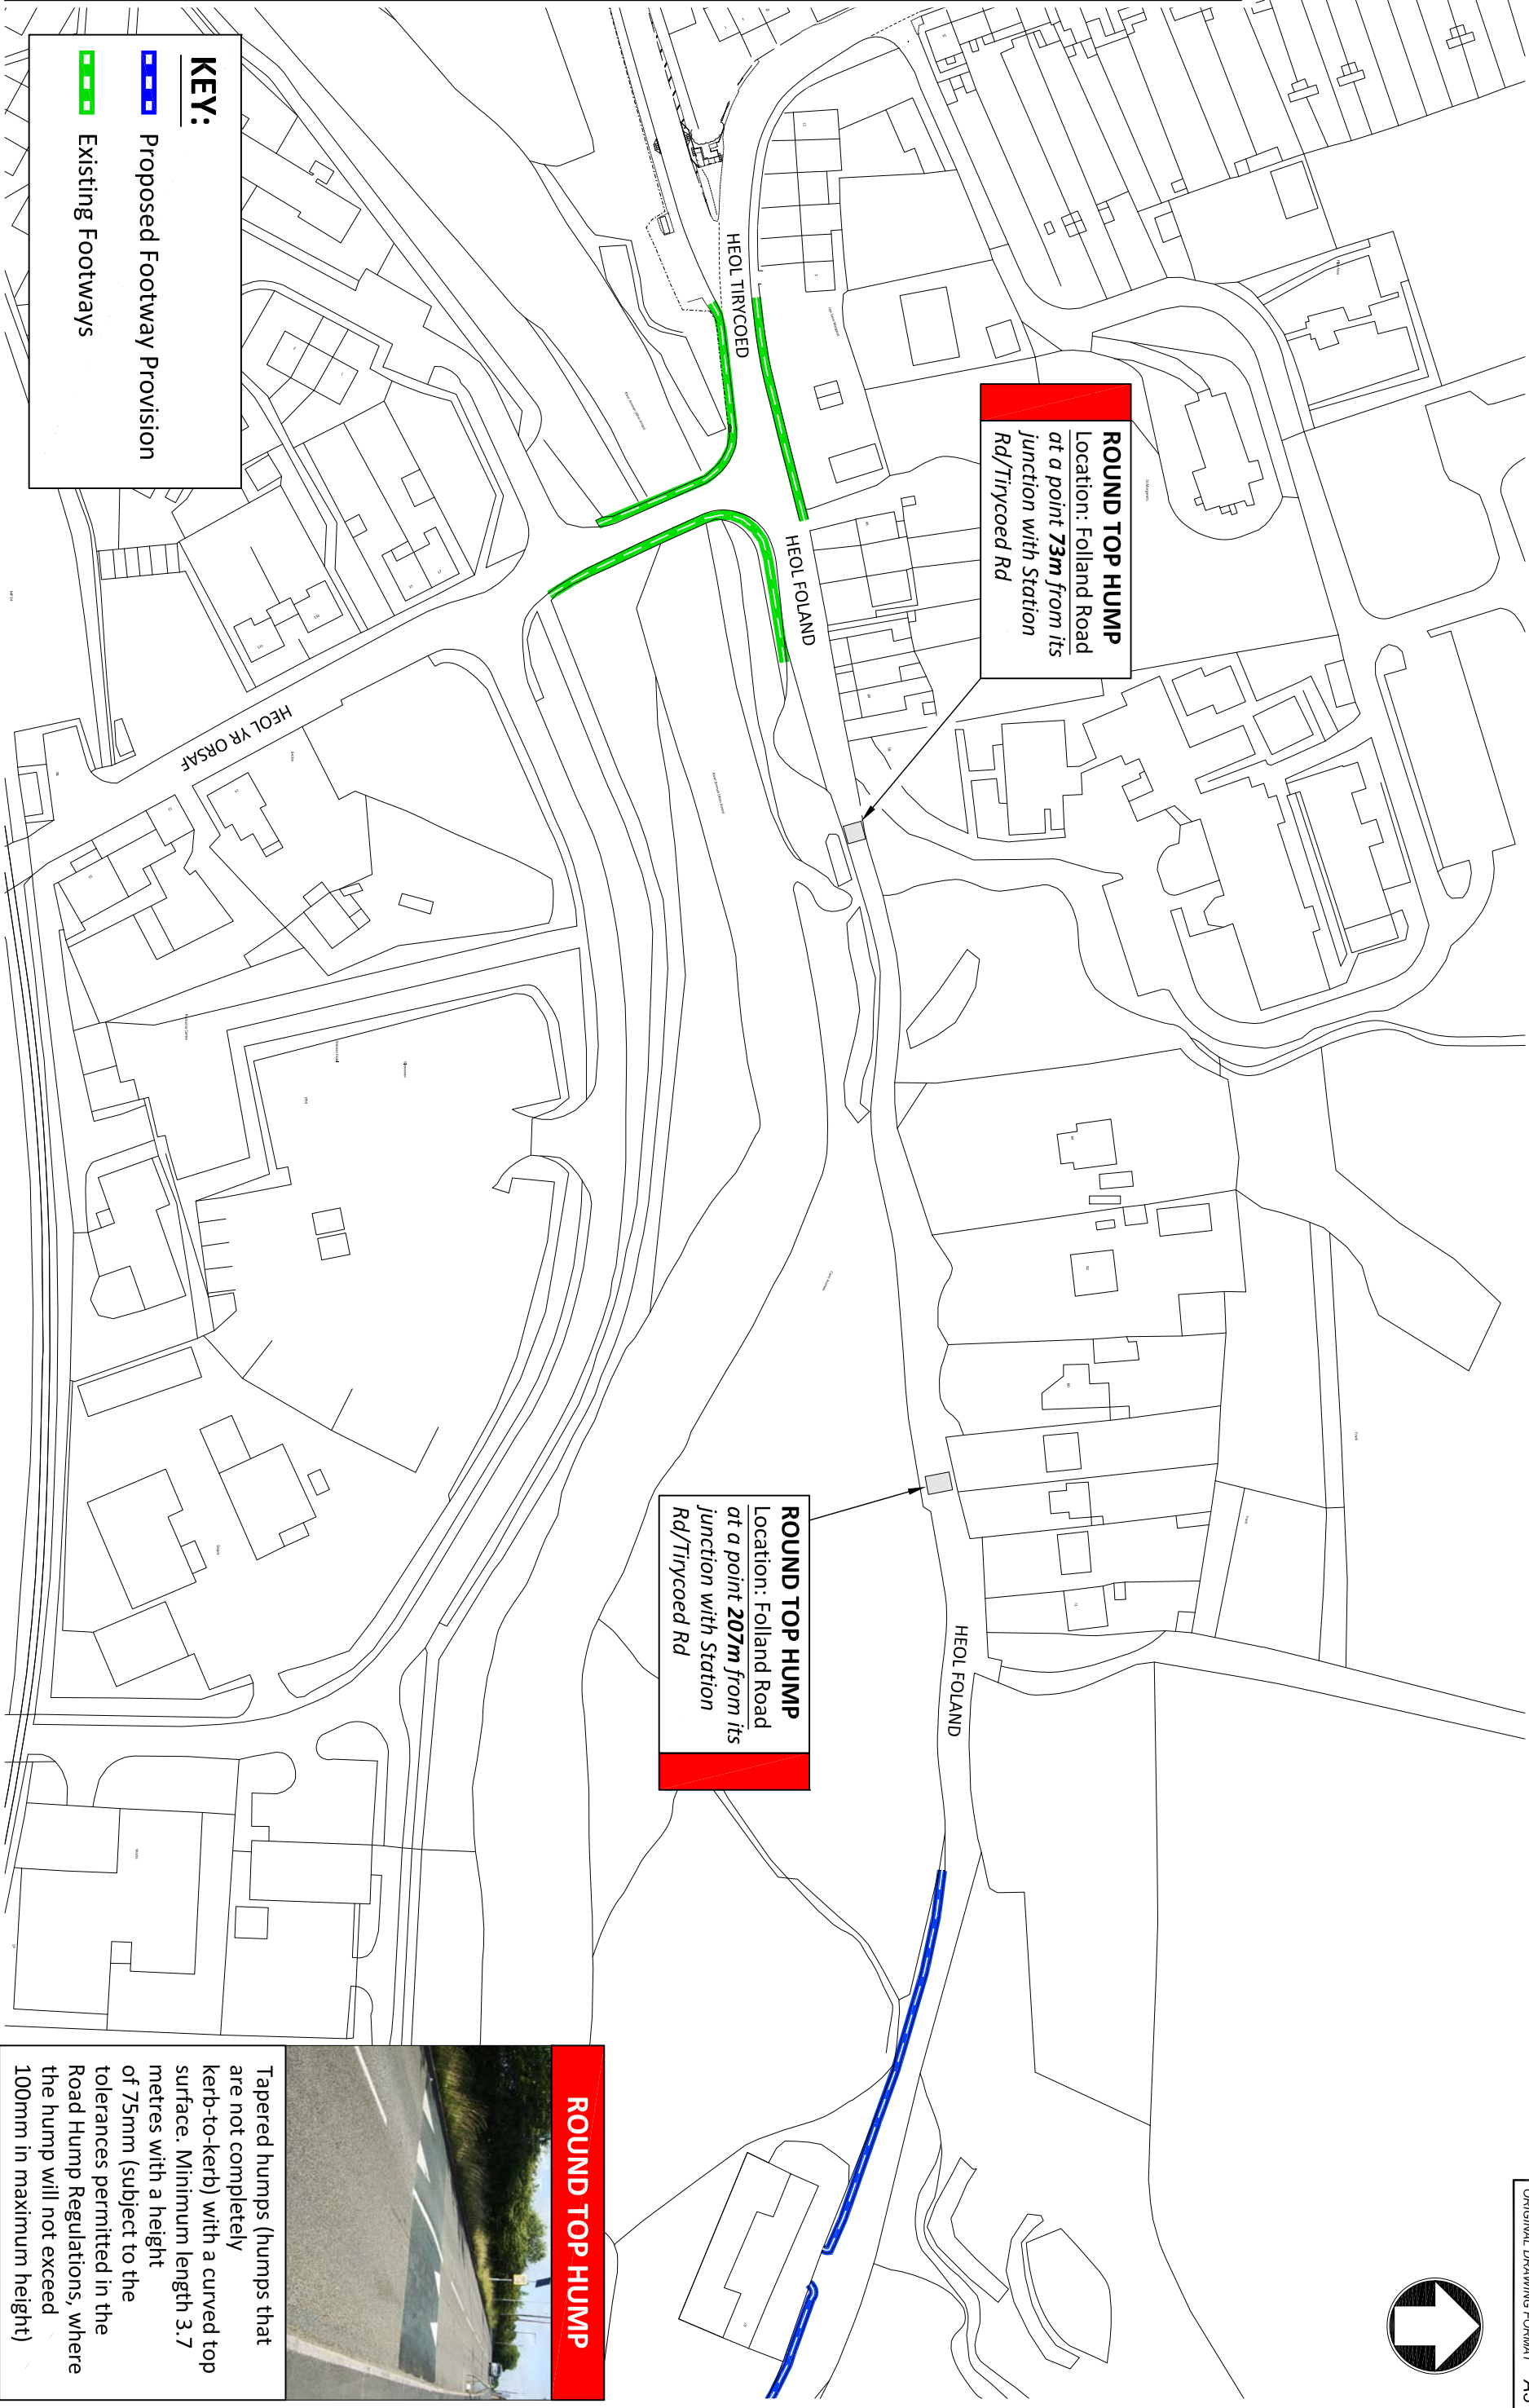 ORIGINAL DRAWING FORMAT A3
KEY:
Proposed Footway Provision
Existing Footways
HEOL TIRYCOED
HEOL FOLAND
HEOL YR ORSAF
HEOL FOLAND
ROUND TOP HUMP
Location: Folland Road
at a point 73m from its
junction with Station
Rd/Tirycoed Rd
ROUND TOP HUMP
Location: Folland Road
at a point 207m from its
junction with Station
Rd/Tirycoed Rd
ROUND TOP HUMP
Tapered humps (humps that
are not completely
kerb-to-kerb) with a curved top
surface. Minimum length 3.7
metres with a height
of 75mm (subject to the
tolerances permitted in the
Road Hump Regulations, where
the hump will not exceed
100mm in maximum height)